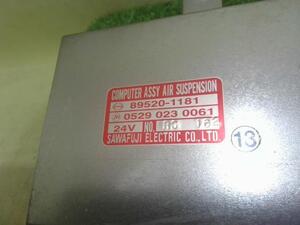 COMPUTER ASSY AIR SUSPENSION
89520-1181
0529 023 0061
24V NO
SAWAFUJI ELECTRIC CO., LTD.
13